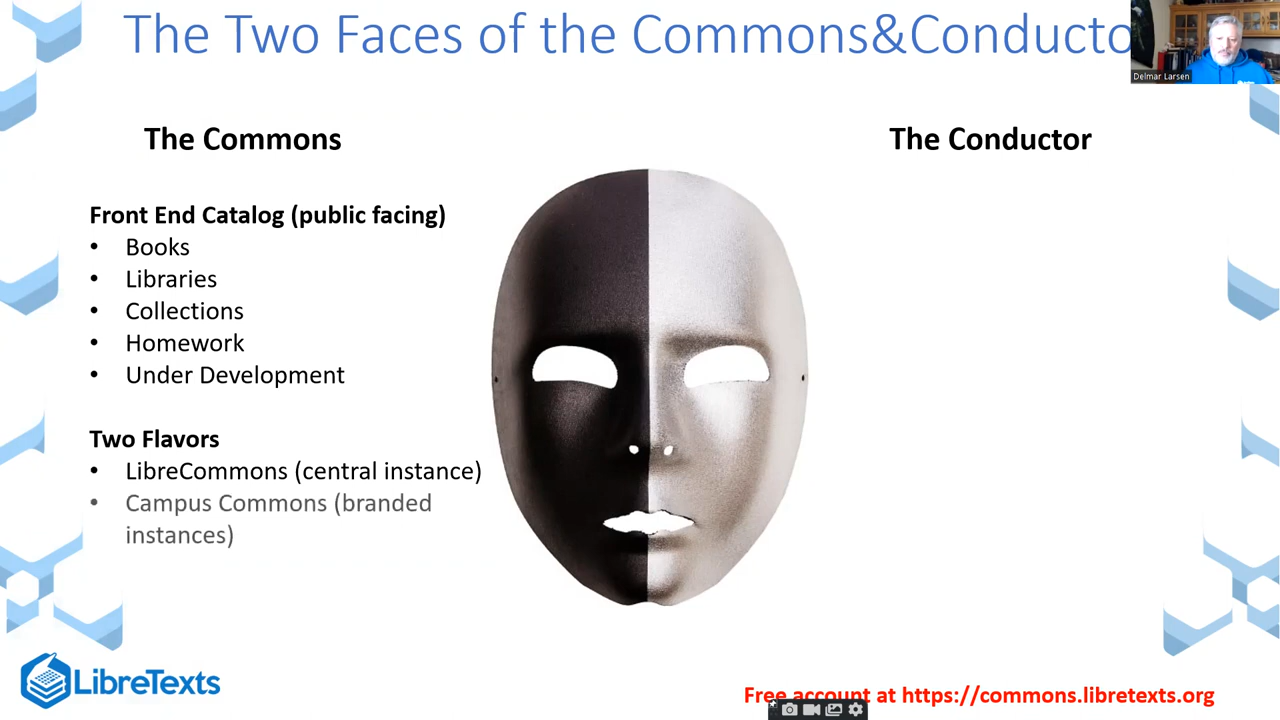 The Two Faces of the Commons&Conducto
Delmar Larsen
The Commons
The Conductor
Front End Catalog (public facing)
• Books
• Libraries
• Collections
• Homework
• Under Development
Two Flavors
• LibreCommons (central instance)
• Campus Commons (branded
instances)
LibreTexts
Free account at https://commons.libretexts.org